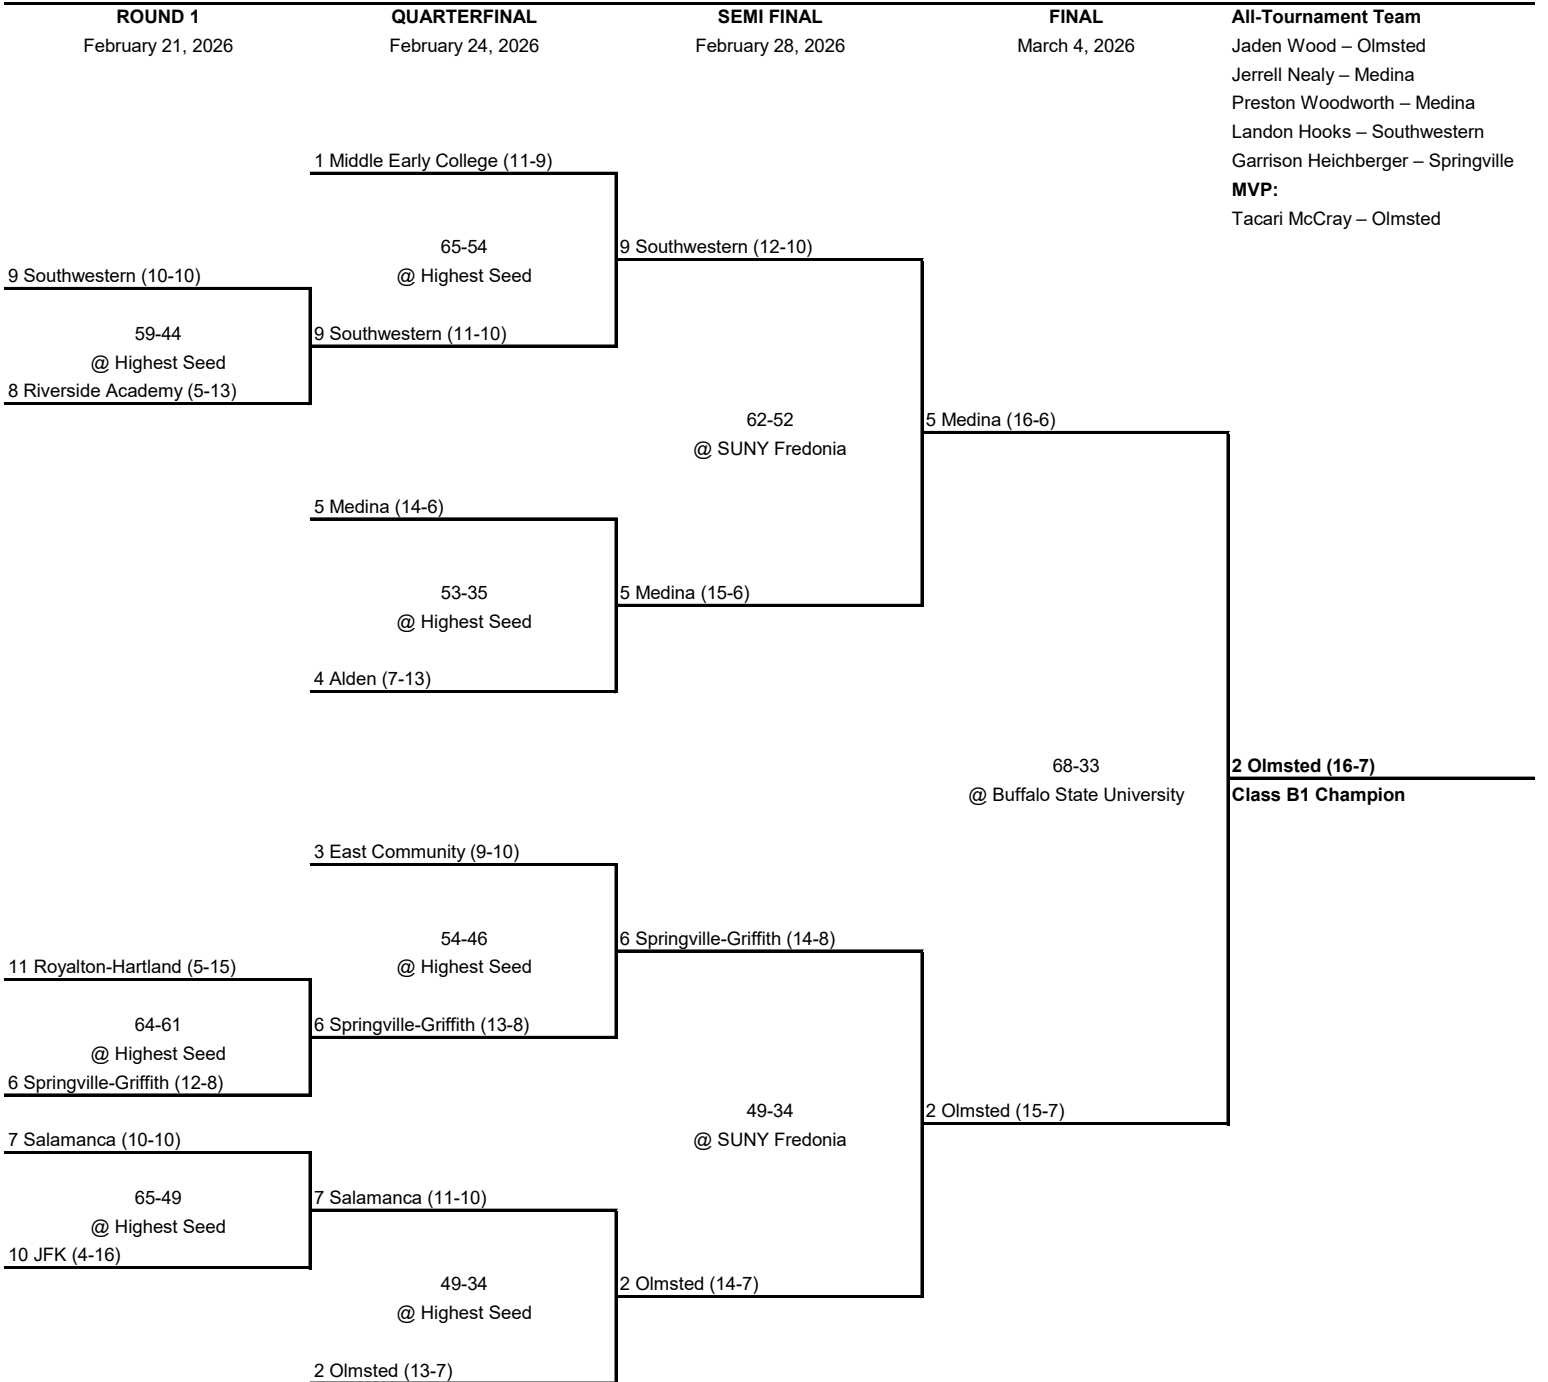 ROUND 1
February 21, 2026
QUARTERFINAL
February 24, 2026
SEMI FINAL
February 28, 2026
FINAL
March 4, 2026
All-Tournament Team
Jaden Wood – Olmsted
Jerrell Nealy – Medina
Preston Woodworth – Medina
Landon Hooks – Southwestern
Garrison Heichberger – Springville
MVP:
Tacari McCray – Olmsted
9 Southwestern (10-10)
59-44
@ Highest Seed
8 Riverside Academy (5-13)
11 Royalton-Hartland (5-15)
64-61
@ Highest Seed
6 Springville-Griffith (12-8)
7 Salamanca (10-10)
65-49
@ Highest Seed
10 JFK (4-16)
1 Middle Early College (11-9)
65-54
@ Highest Seed
9 Southwestern (11-10)
5 Medina (14-6)
53-35
@ Highest Seed
4 Alden (7-13)
3 East Community (9-10)
54-46
@ Highest Seed
6 Springville-Griffith (13-8)
7 Salamanca (11-10)
49-34
@ Highest Seed
2 Olmsted (13-7)
9 Southwestern (12-10)
62-52
@ SUNY Fredonia
5 Medina (15-6)
6 Springville-Griffith (14-8)
49-34
@ SUNY Fredonia
2 Olmsted (14-7)
5 Medina (16-6)
68-33
@ Buffalo State University
2 Olmsted (15-7)
2 Olmsted (16-7)
Class B1 Champion